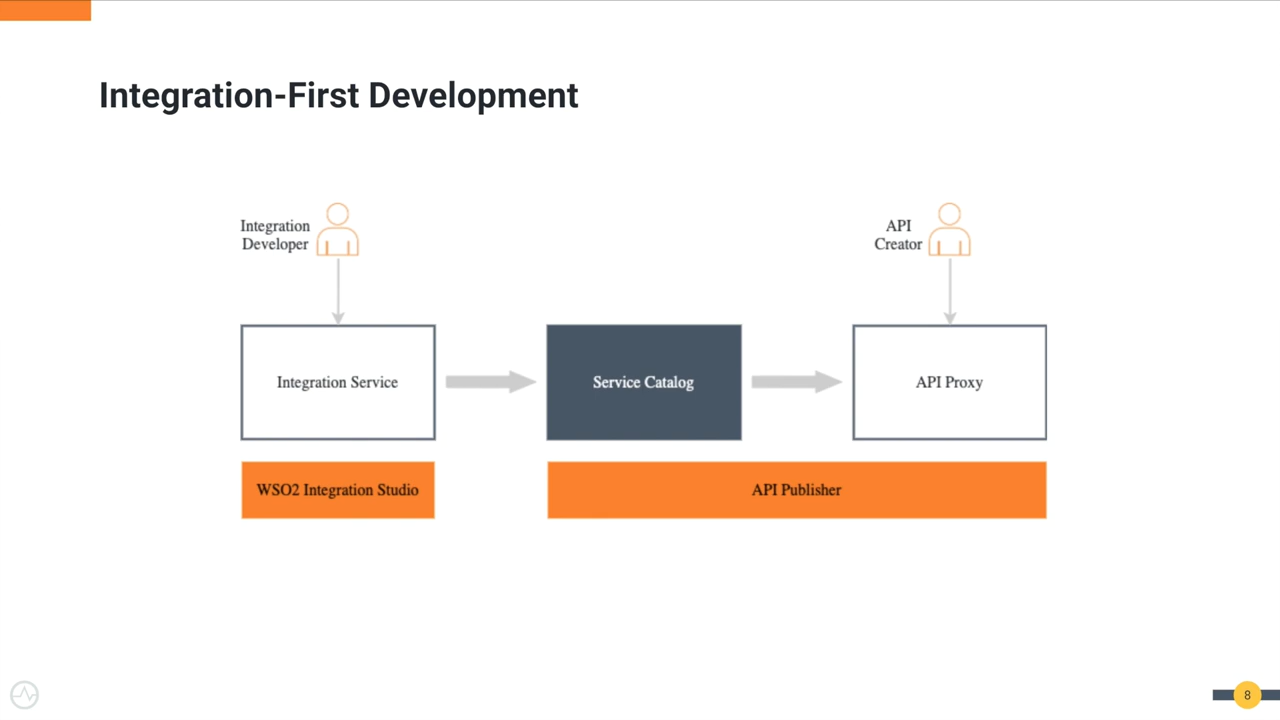 Integration-First Development
Integration
Developer
API
Creator
Integration Service
Service Catalog
API Proxy
WSO2 Integration Studio
API Publisher
8